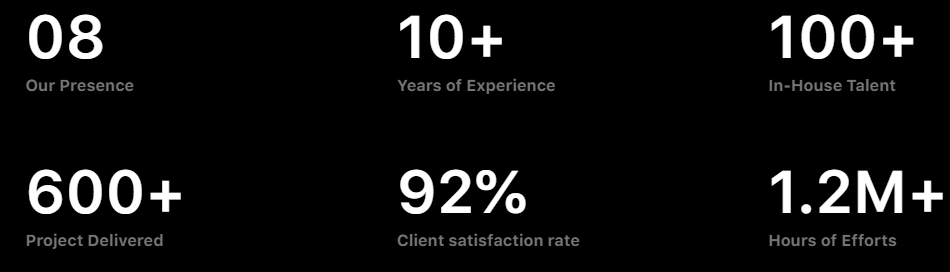 08
10+
100+
Our Presence
Years of Experience
In-House Talent
600+
92%
1.2M+
Project Delivered
Client satisfaction rate
Hours of Efforts